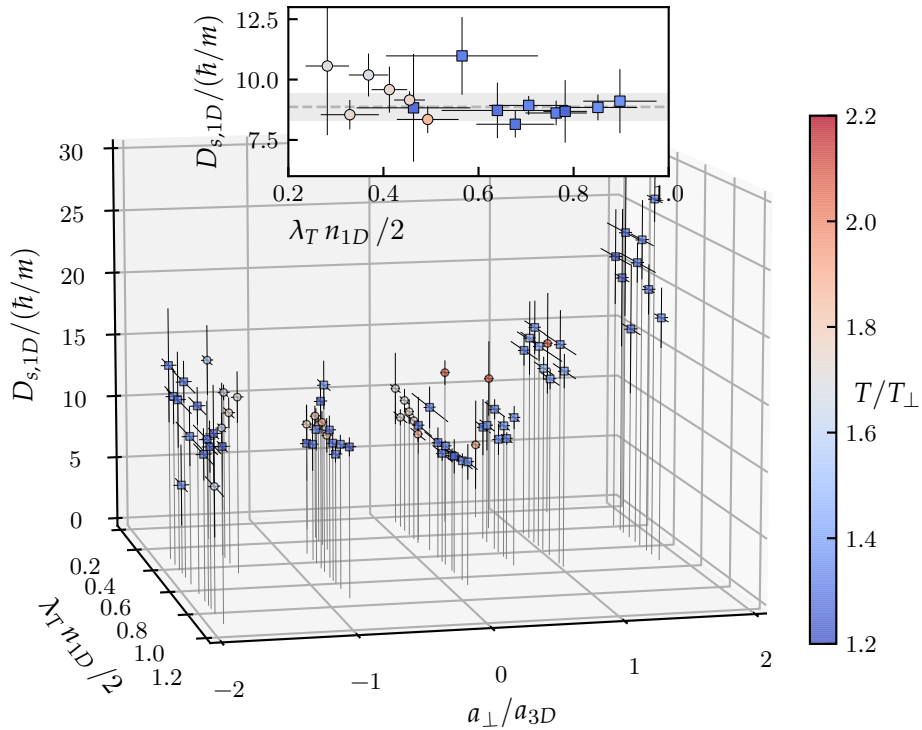 12.5
10.0
7.5
D_{s,1D}/(ħ/m)
0.2 0.4 0.6 0.8 1.0
λ_T n_{1D}/2
30
25
20
15
10
5
0
D_{s,1D}/(ħ/m)
0.2
0.4
0.6
0.8
1.0
1.2
λ_T n_{1D}/2
−2 −1 0 1 2
a_⊥/a_{3D}
2.2
2.0
1.8
1.6
1.4
1.2
T/T_⊥